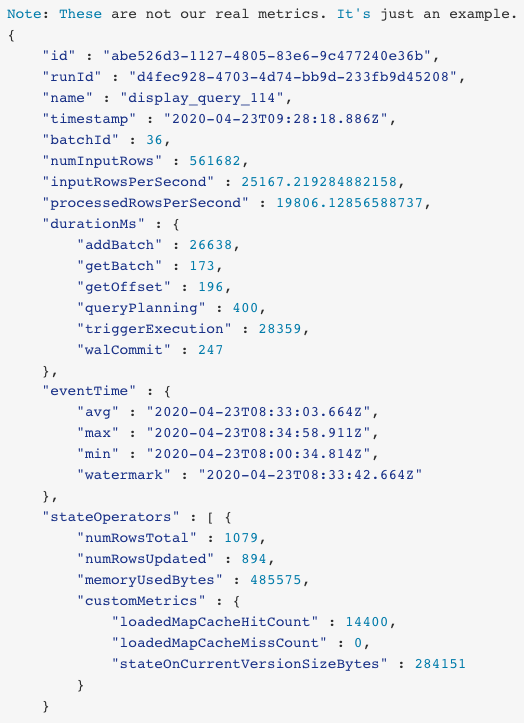 Note: These are not our real metrics. It's just an example.
{
    "id" : "abe526d3-1127-4805-83e6-9c477240e36b",
    "runId" : "d4fec928-4703-4d74-bb9d-233fb9d45208",
    "name" : "display_query_114",
    "timestamp" : "2020-04-23T09:28:18.886Z",
    "batchId" : 36,
    "numInputRows" : 561682,
    "inputRowsPerSecond" : 25167.219284882158,
    "processedRowsPerSecond" : 19806.12856588737,
    "durationMs" : {
        "addBatch" : 26638,
        "getBatch" : 173,
        "getOffset" : 196,
        "queryPlanning" : 400,
        "triggerExecution" : 28359,
        "walCommit" : 247
    },
    "eventTime" : {
        "avg" : "2020-04-23T08:33:03.664Z",
        "max" : "2020-04-23T08:34:58.911Z",
        "min" : "2020-04-23T08:00:34.814Z",
        "watermark" : "2020-04-23T08:33:42.664Z"
    },
    "stateOperators" : [ {
        "numRowsTotal" : 1079,
        "numRowsUpdated" : 894,
        "memoryUsedBytes" : 485575,
        "customMetrics" : {
            "loadedMapCacheHitCount" : 14400,
            "loadedMapCacheMissCount" : 0,
            "stateOnCurrentVersionSizeBytes" : 284151
        }
    }